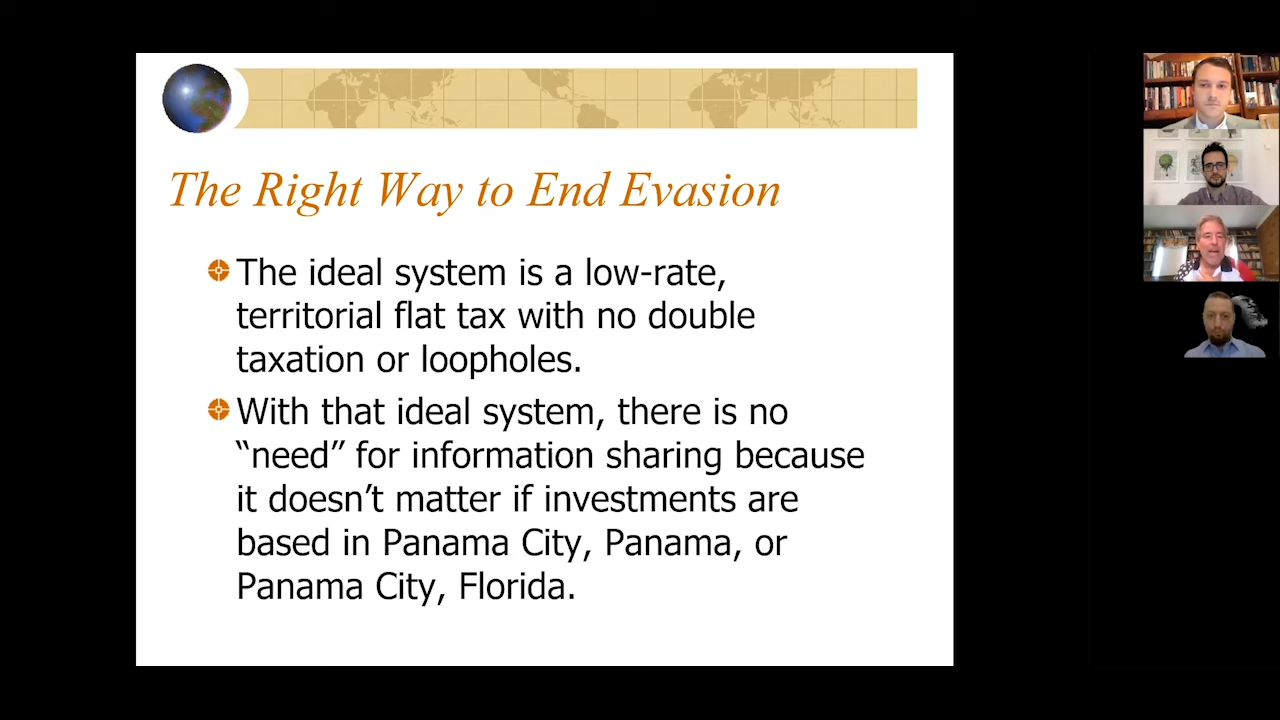 The Right Way to End Evasion
The ideal system is a low-rate,
territorial flat tax with no double
taxation or loopholes.
With that ideal system, there is no
“need” for information sharing because
it doesn’t matter if investments are
based in Panama City, Panama, or
Panama City, Florida.